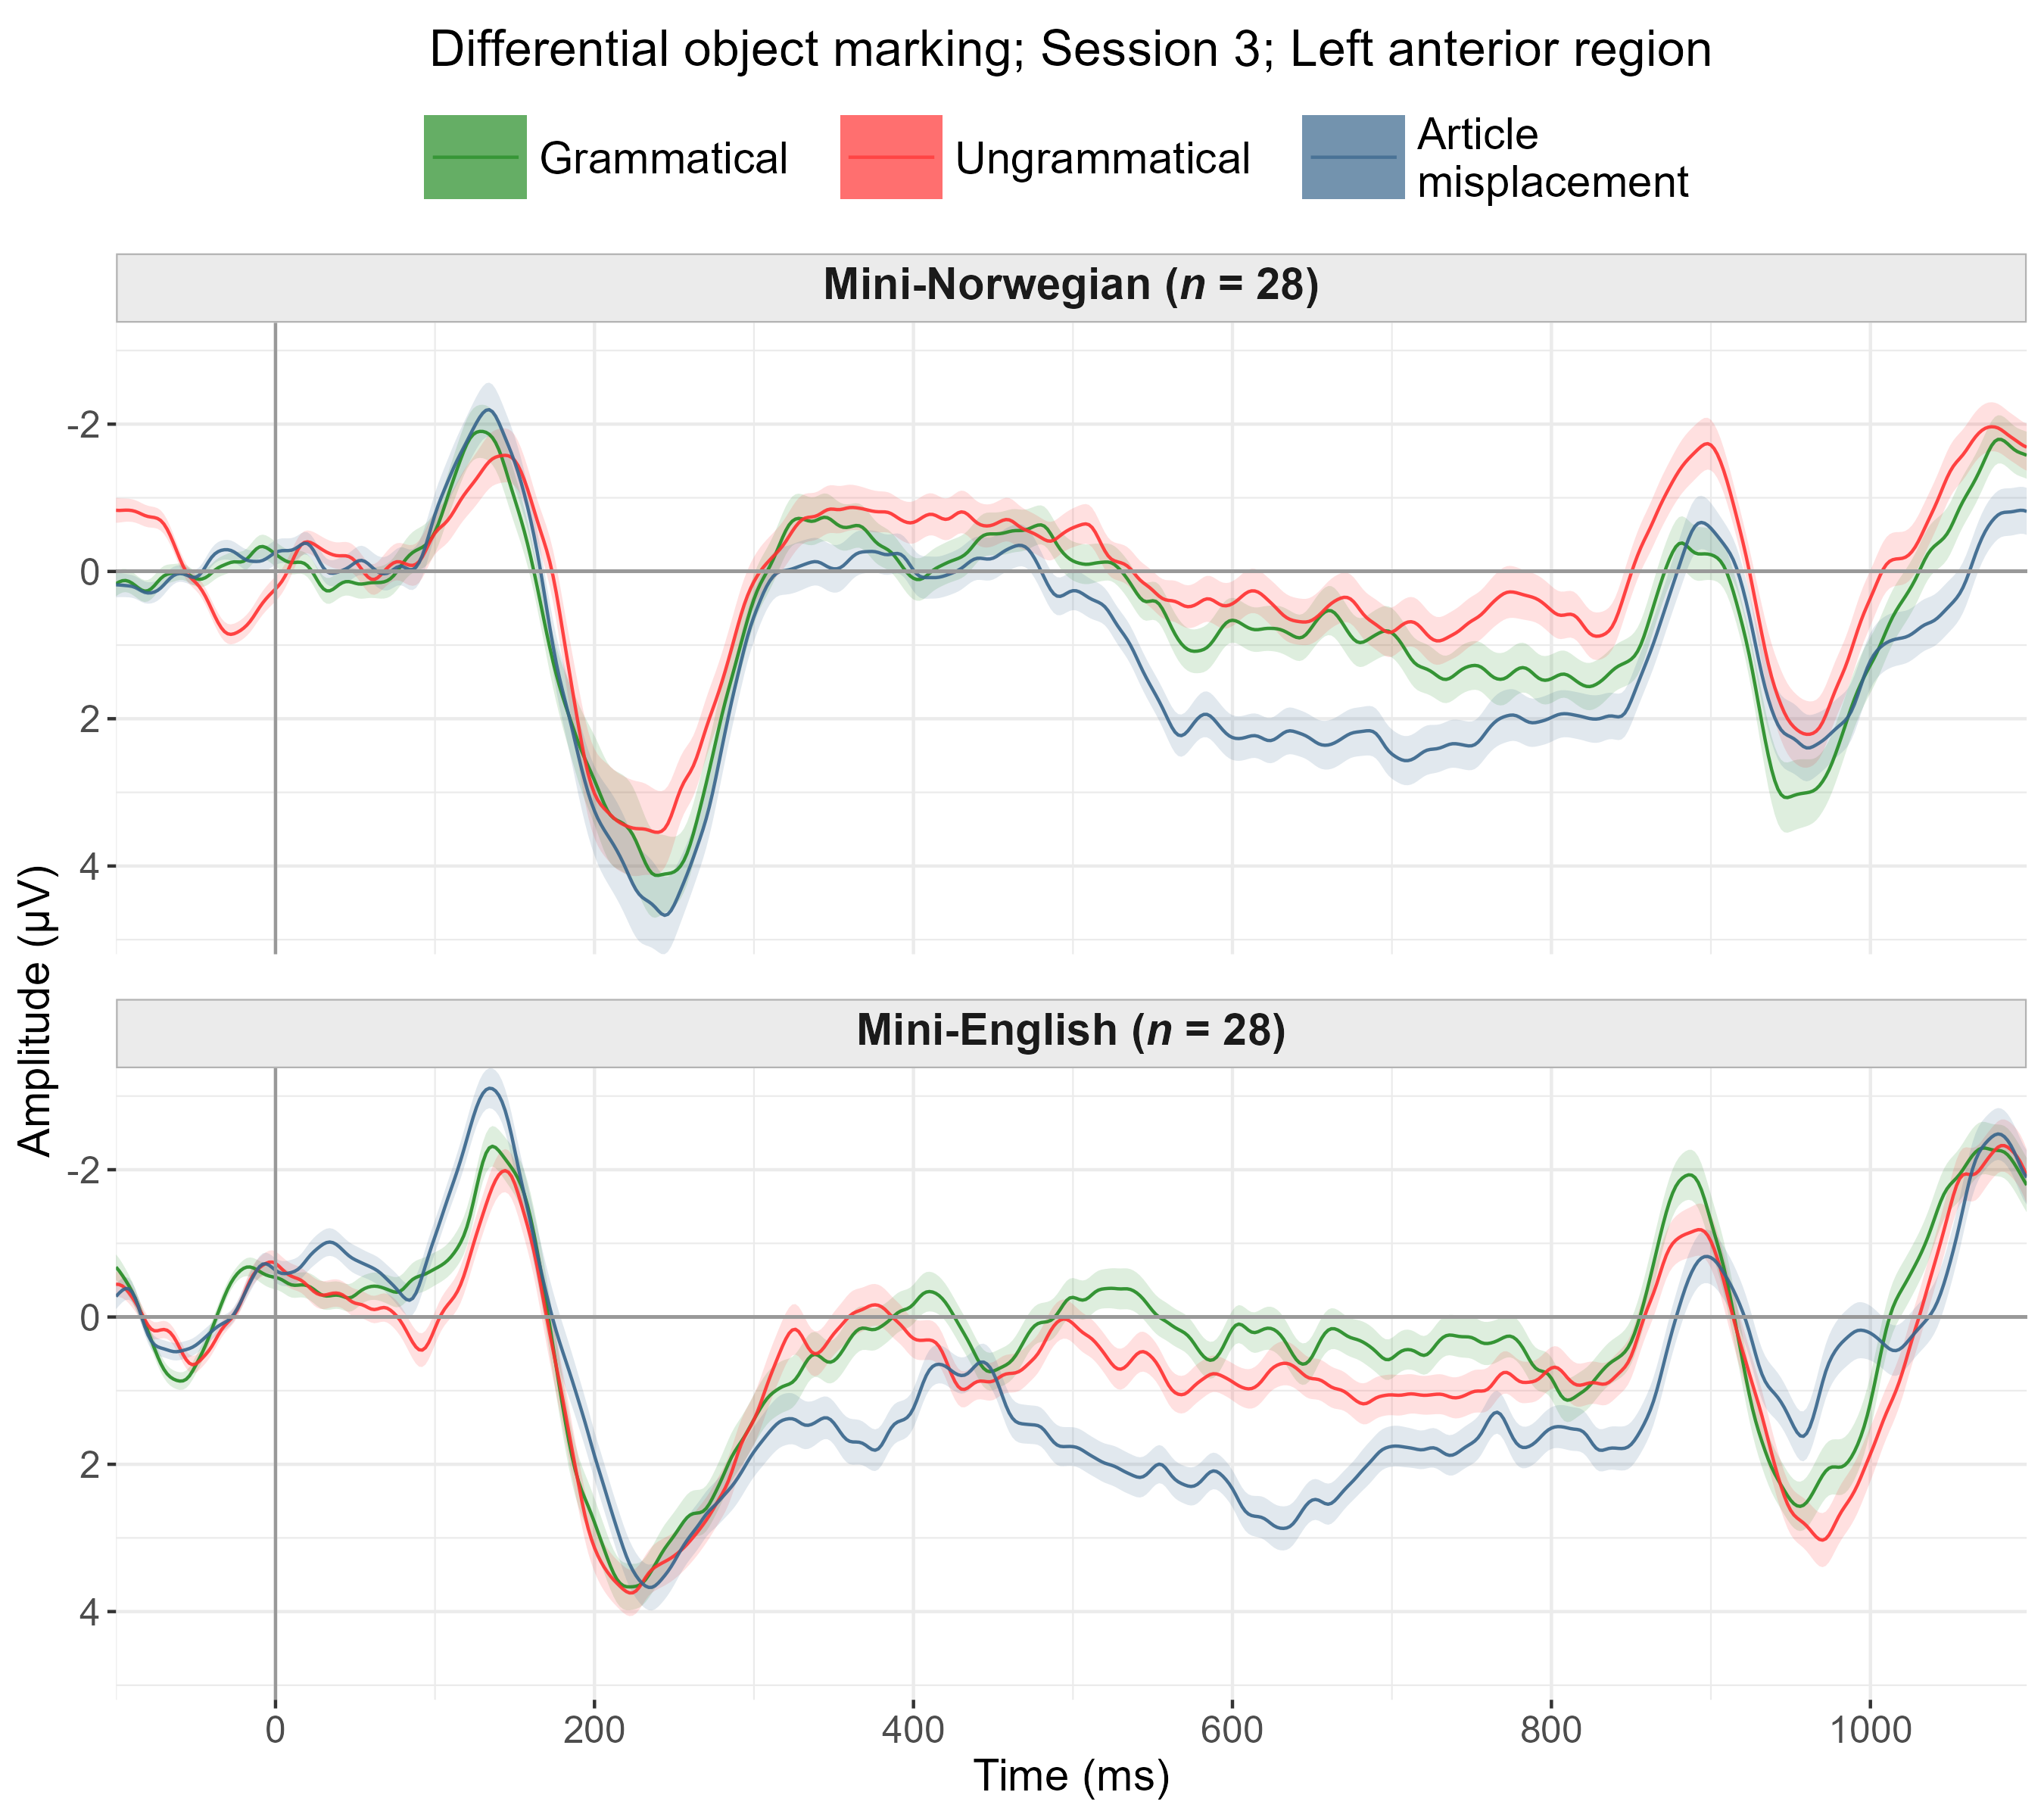 Differential object marking; Session 3; Left anterior region
Grammatical
Ungrammatical
Article
misplacement
Mini-Norwegian (n = 28)
-2
0
2
4
Mini-English (n = 28)
-2
0
2
4
Amplitude (µV)
0 200 400 600 800 1000
Time (ms)